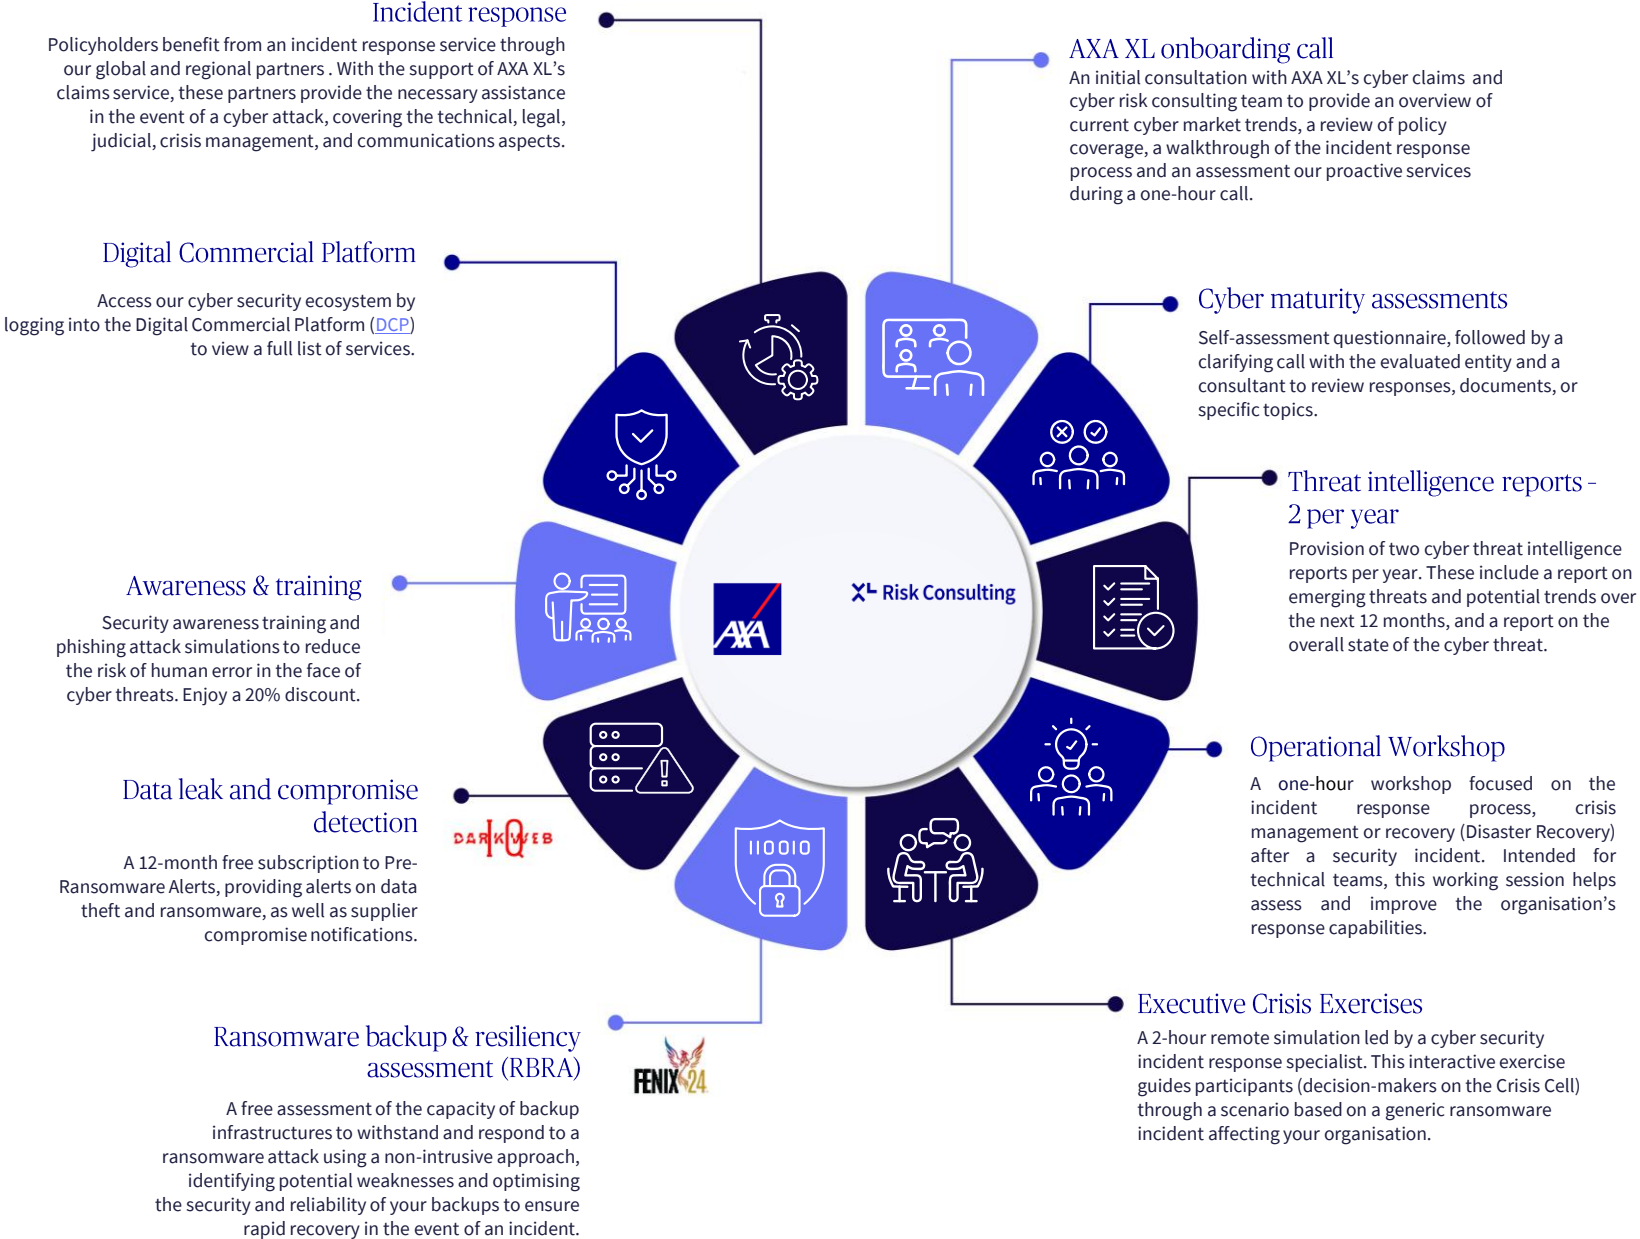 Incident response
Policyholders benefit from an incident response service through
our global and regional partners . With the support of AXA XL's
claims service, these partners provide the necessary assistance
in the event of a cyber attack, covering the technical, legal,
judicial, crisis management, and communications aspects.
AXA XL onboarding call
An initial consultation with AXA XL's cyber claims and
cyber risk consulting team to provide an overview of
current cyber market trends, a review of policy
coverage, a walkthrough of the incident response
process and an assessment our proactive services
during a one-hour call.
Digital Commercial Platform
Access our cyber security ecosystem by
logging into the Digital Commercial Platform (DCP)
to view a full list of services.
Cyber maturity assessments
Self-assessment questionnaire, followed by a
clarifying call with the evaluated entity and a
consultant to review responses, documents, or
specific topics.
Threat intelligence reports -
2 per year
Provision of two cyber threat intelligence
reports per year. These include a report on
emerging threats and potential trends over
the next 12 months, and a report on the
overall state of the cyber threat.
Awareness & training
Security awareness training and
phishing attack simulations to reduce
the risk of human error in the face of
cyber threats. Enjoy a 20% discount.
AXA
XL Risk Consulting
Operational Workshop
A one-hour workshop focused on the
incident response process, crisis
management or recovery (Disaster Recovery)
after a security incident. Intended for
technical teams, this working session helps
assess and improve the organisation's
response capabilities.
Data leak and compromise
detection
DARKIQWEB
A 12-month free subscription to Pre-
Ransomware Alerts, providing alerts on data
theft and ransomware, as well as supplier
compromise notifications.
110010
Executive Crisis Exercises
A 2-hour remote simulation led by a cyber security
incident response specialist. This interactive exercise
guides participants (decision-makers on the Crisis Cell)
through a scenario based on a generic ransomware
incident affecting your organisation.
Ransomware backup & resiliency
assessment (RBRA)
FENIX24
A free assessment of the capacity of backup
infrastructures to withstand and respond to a
ransomware attack using a non-intrusive approach,
identifying potential weaknesses and optimising
the security and reliability of your backups to ensure
rapid recovery in the event of an incident.